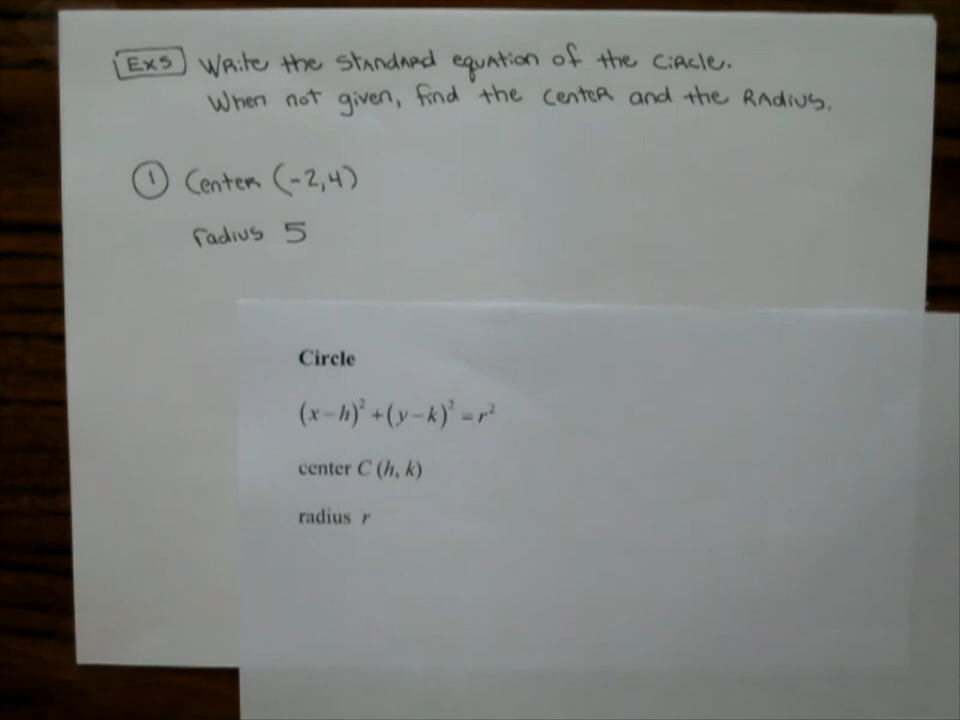 Ex5 Write the standard equation of the circle.
When not given, find the center and the radius.
① Center (-2,4)
radius 5
Circle
(x-h)² + (y-k)² = r²
center C (h, k)
radius r